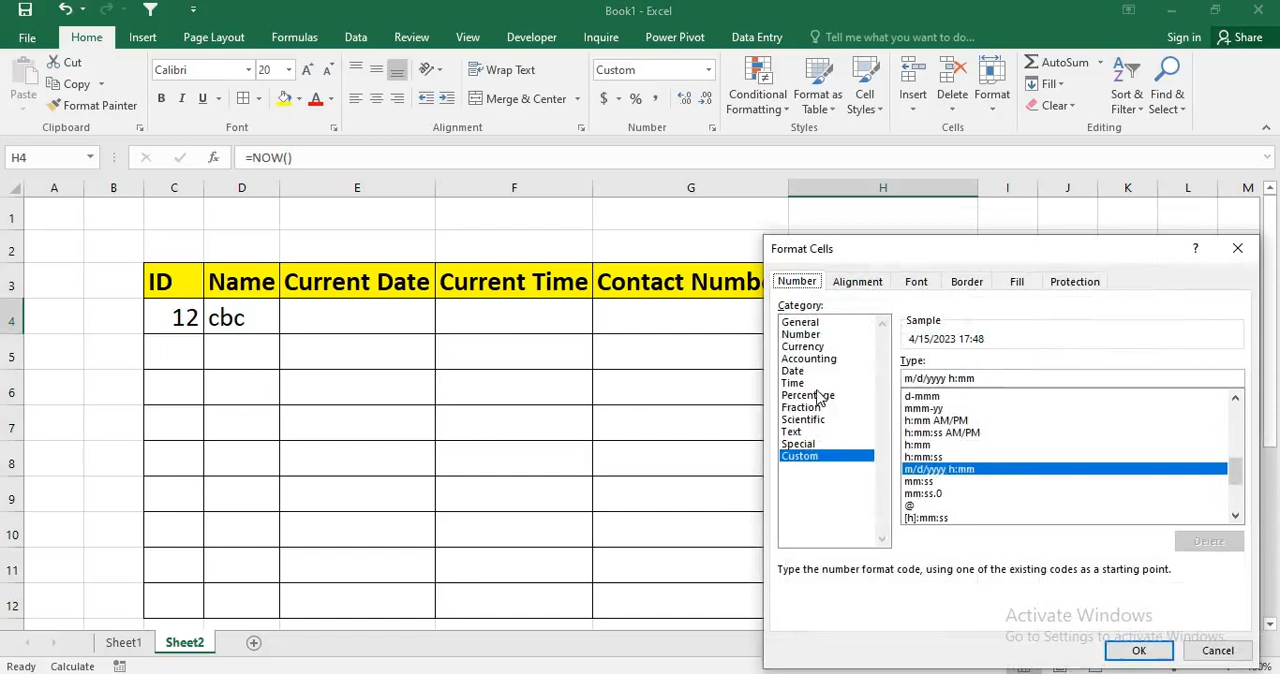 Book1 - Excel
File Home Insert Page Layout Formulas Data Review View Developer Inquire Power Pivot Data Entry Tell me what you want to do... Sign in Share
Paste Cut Copy Format Painter
Calibri 20 B I U
Wrap Text
Merge & Center
Custom
$ % ,
Conditional Formatting Format as Table Cell Styles
Insert Delete Format
AutoSum Fill Clear
Sort & Filter Find & Select
Clipboard Font Alignment Number Styles Cells Editing
H4 fx =NOW()
A B C D E F G H I J K L M
1
2
3 ID Name Current Date Current Time Contact Numb
4 12 cbc
5
6
7
8
9
10
11
12
Format Cells ?
Number Alignment Font Border Fill Protection
Category:
General
Number
Currency
Accounting
Date
Time
Percentage
Fraction
Scientific
Text
Special
Custom
Sample
4/15/2023 17:48
Type:
m/d/yyyy h:mm
d-mmm
mmm-yy
h:mm AM/PM
h:mm:ss AM/PM
h:mm
h:mm:ss
m/d/yyyy h:mm
mm:ss
mm:ss.0
@
[h]:mm:ss
Delete
Type the number format code, using one of the existing codes as a starting point.
Activate Windows
Go to Settings to activate Windows.
OK Cancel
Sheet1 Sheet2
Ready Calculate